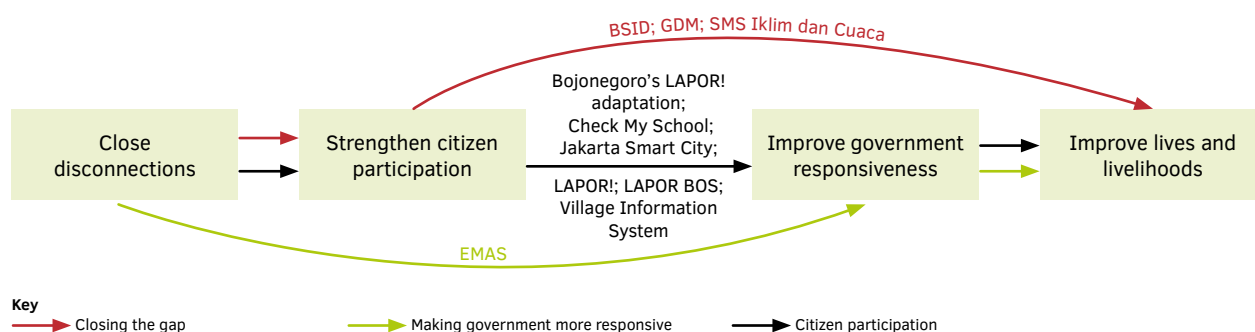 BSID; GDM; SMS Iklim dan Cuaca
Close
disconnections
Strengthen citizen
participation
Bojonegoro's LAPOR!
adaptation;
Check My School;
Jakarta Smart City;
LAPOR!; LAPOR BOS;
Village Information
System
Improve government
responsiveness
Improve lives and
livelihoods
EMAS
Key
Closing the gap
Making government more responsive
Citizen participation